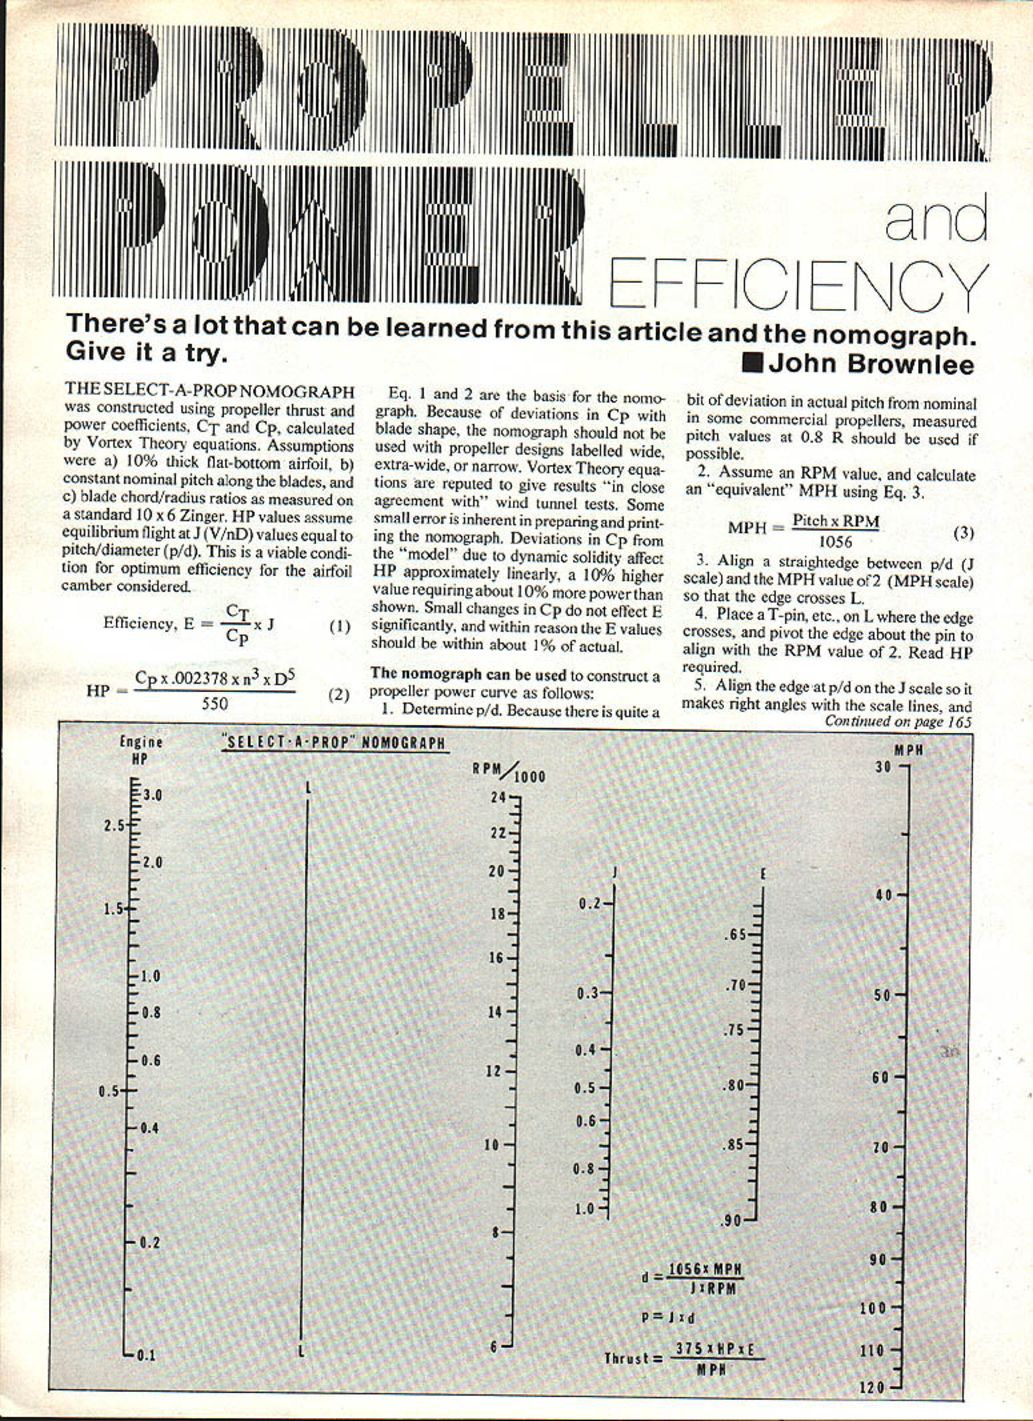 PROPELLER
POWER and
EFFICIENCY
There's a lot that can be learned from this article and the nomograph.
Give it a try.
■ John Brownlee
THE SELECT-A-PROP NOMOGRAPH
was constructed using propeller thrust and
power coefficients, CT and Cp, calculated
by Vortex Theory equations. Assumptions
were a) 10% thick flat-bottom airfoil, b)
constant nominal pitch along the blades, and
c) blade chord/radius ratios as measured on
a standard 10 x 6 Zinger. HP values assume
equilibrium flight at J (V/nD) values equal to
pitch/diameter (p/d). This is a viable condi-
tion for optimum efficiency for the airfoil
camber considered.
Efficiency, E = CT/Cp x J (1)
HP = Cp x .002378 x n³ x D⁵ / 550 (2)
Eq. 1 and 2 are the basis for the nomo-
graph. Because of deviations in Cp with
blade shape, the nomograph should not be
used with propeller designs labelled wide,
extra-wide, or narrow. Vortex Theory equa-
tions are reputed to give results "in close
agreement with" wind tunnel tests. Some
small error is inherent in preparing and print-
ing the nomograph. Deviations in Cp from
the "model" due to dynamic solidity affect
HP approximately linearly, a 10% higher
value requiring about 10% more power than
shown. Small changes in Cp do not effect E
significantly, and within reason the E values
should be within about 1% of actual.
The nomograph can be used to construct a
propeller power curve as follows:
1. Determine p/d. Because there is quite a
bit of deviation in actual pitch from nominal
in some commercial propellers, measured
pitch values at 0.8 R should be used if
possible.
2. Assume an RPM value, and calculate
an "equivalent" MPH using Eq. 3.
MPH = Pitch x RPM / 1056 (3)
3. Align a straightedge between p/d (J
scale) and the MPH value of 2 (MPH scale)
so that the edge crosses L.
4. Place a T-pin, etc., on L where the edge
crosses, and pivot the edge about the pin to
align with the RPM value of 2. Read HP
required.
5. Align the edge at p/d on the J scale so it
makes right angles with the scale lines, and
Continued on page 165
"SELECT-A-PROP" NOMOGRAPH
Engine
HP
3.0
2.5
2.0
1.5
1.0
0.8
0.6
0.5
0.4
0.2
0.1
L
L
RPM/1000
24
22
20
18
16
14
12
10
8
6
J
0.2
0.3
0.4
0.5
0.6
0.8
1.0
E
.65
.70
.75
.80
.85
.90
MPH
30
40
50
60
70
80
90
100
110
120
d = 1056 x MPH / J x RPM
p = J x d
Thrust = 375 x HP x E / MPH